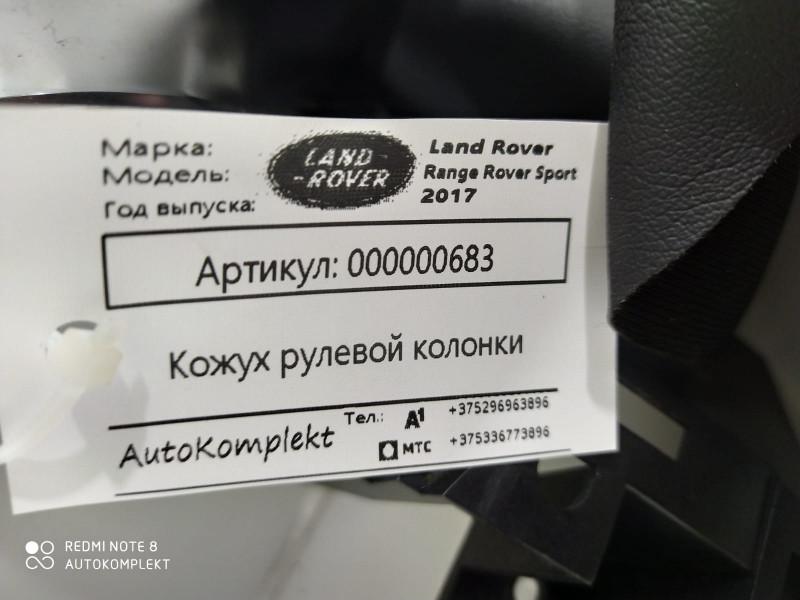 Марка: LAND Land Rover
Модель: -ROVER Range Rover Sport
Год выпуска: 2017
Артикул: 000000683
Кожух рулевой колонки
AutoKomplekt Тел.: A1 +375296963896
МТС +375336773896
REDMI NOTE 8
AUTOKOMPLEKT